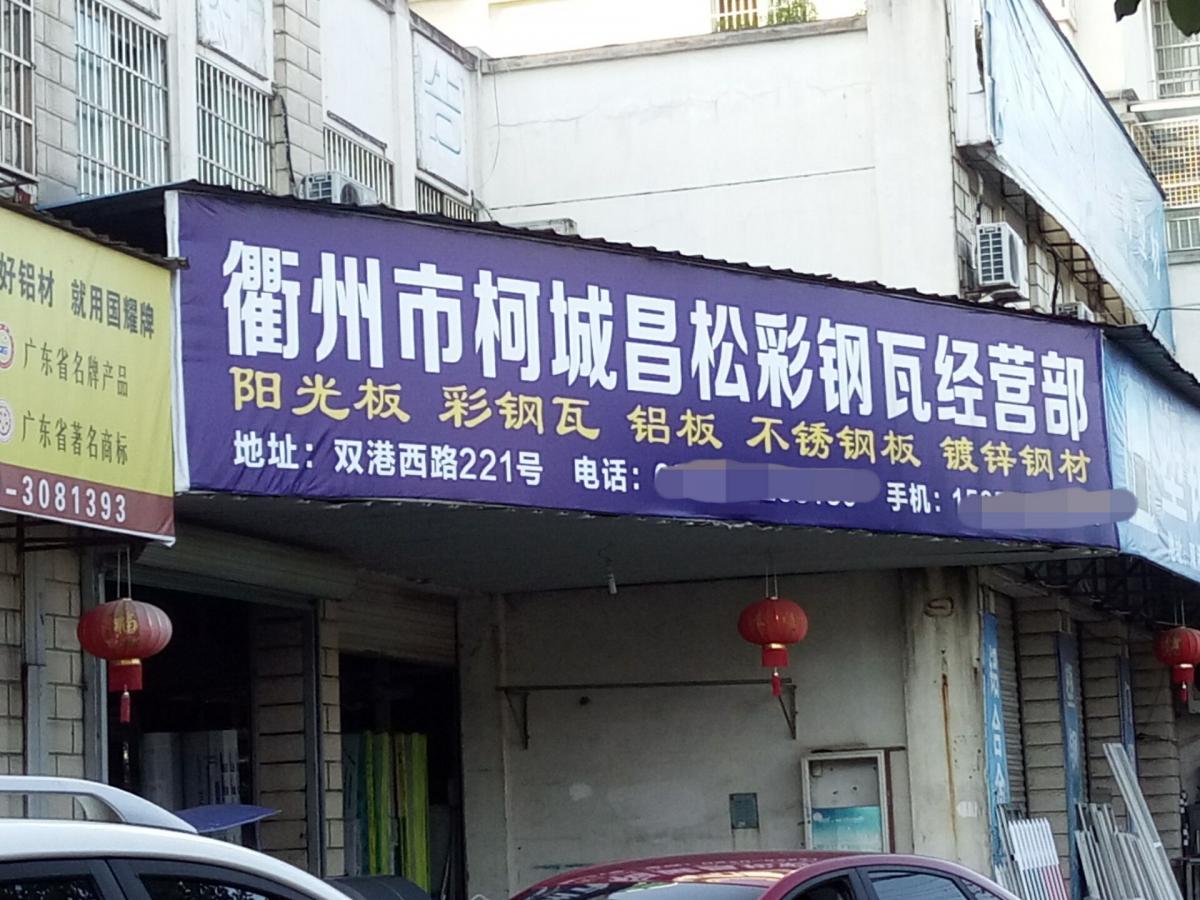 好铝材 就用国耀牌
广东省名牌产品
广东省著名商标
-3081393
衢州市柯城昌松彩钢瓦经营部
阳光板 彩钢瓦 铝板 不锈钢板 镀锌钢材
地址：双港西路221号 电话： 手机：
福